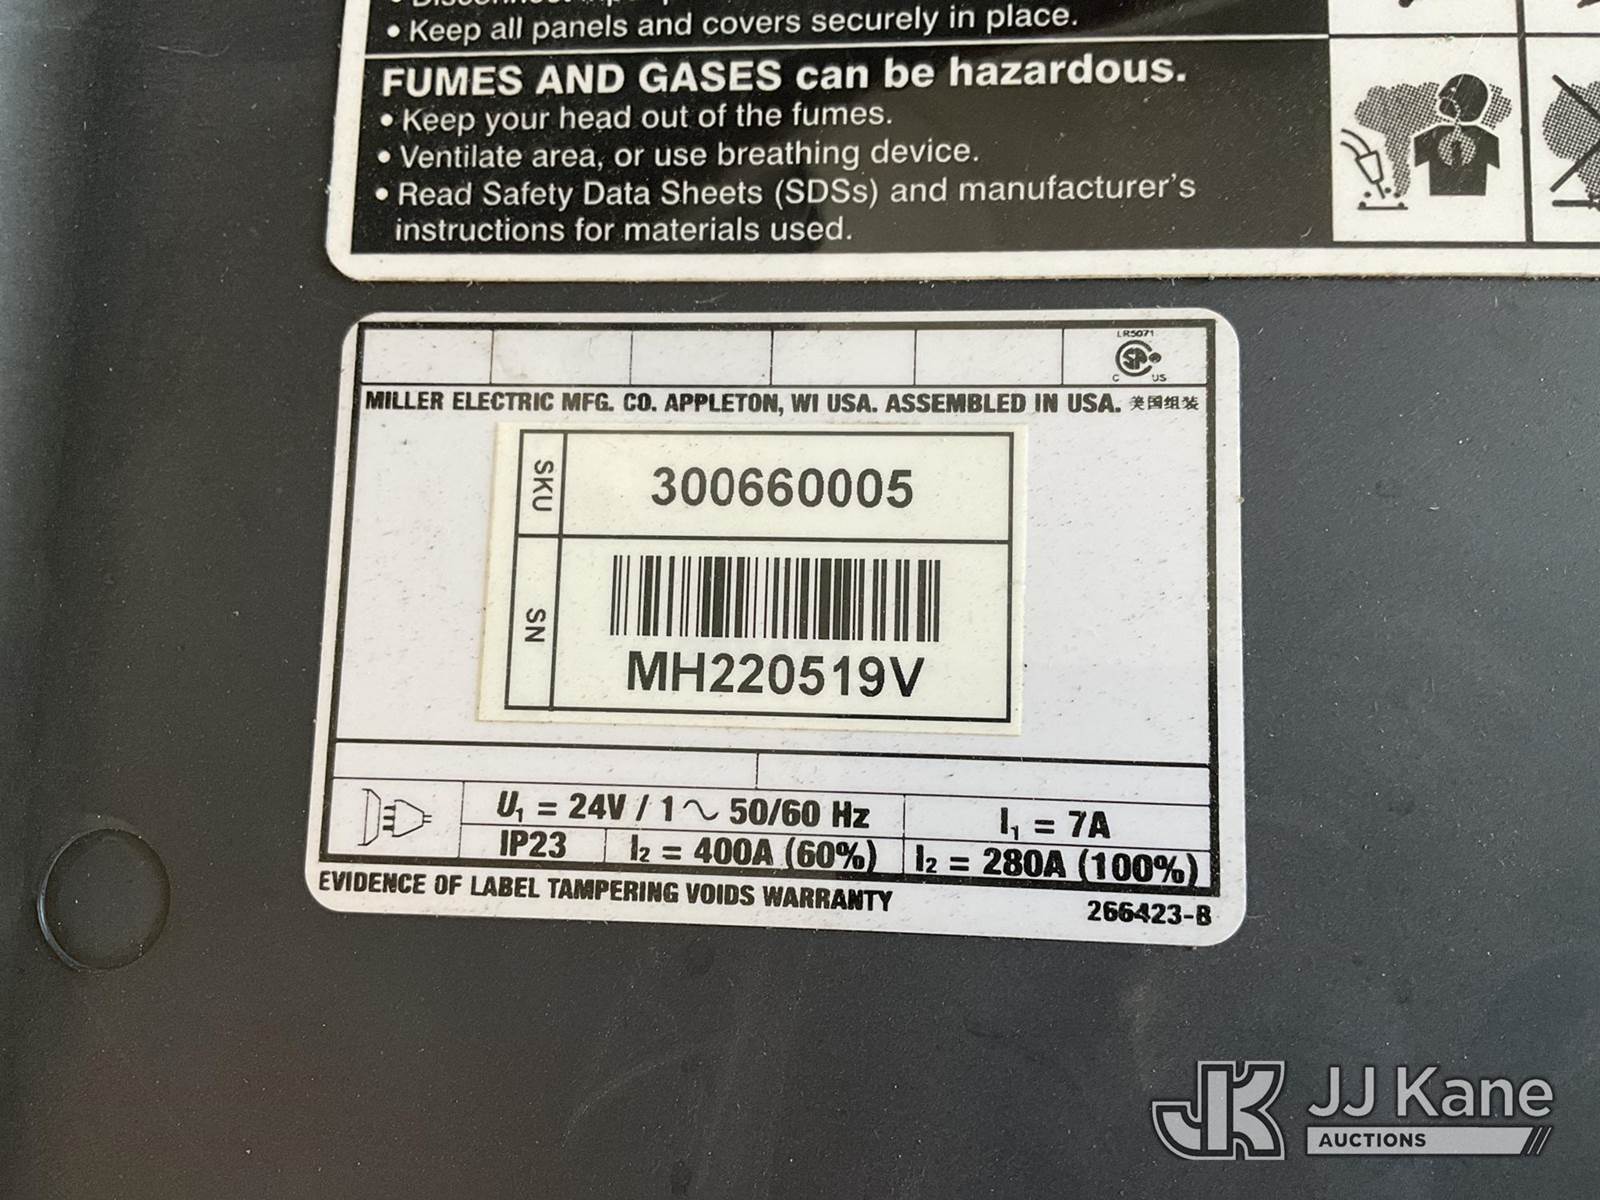 • Keep all panels and covers securely in place.
FUMES AND GASES can be hazardous.
• Keep your head out of the fumes.
• Ventilate area, or use breathing device.
• Read Safety Data Sheets (SDSs) and manufacturer's
instructions for materials used.
LR5071
C US
MILLER ELECTRIC MFG. CO. APPLETON, WI USA. ASSEMBLED IN USA. 美国组装
SKU 300660005
SN
MH220519V
U₁ = 24V / 1 ∿ 50/60 Hz I₁ = 7A
IP23 I₂ = 400A (60%) I₂ = 280A (100%)
EVIDENCE OF LABEL TAMPERING VOIDS WARRANTY
266423-B
JK JJ Kane
AUCTIONS